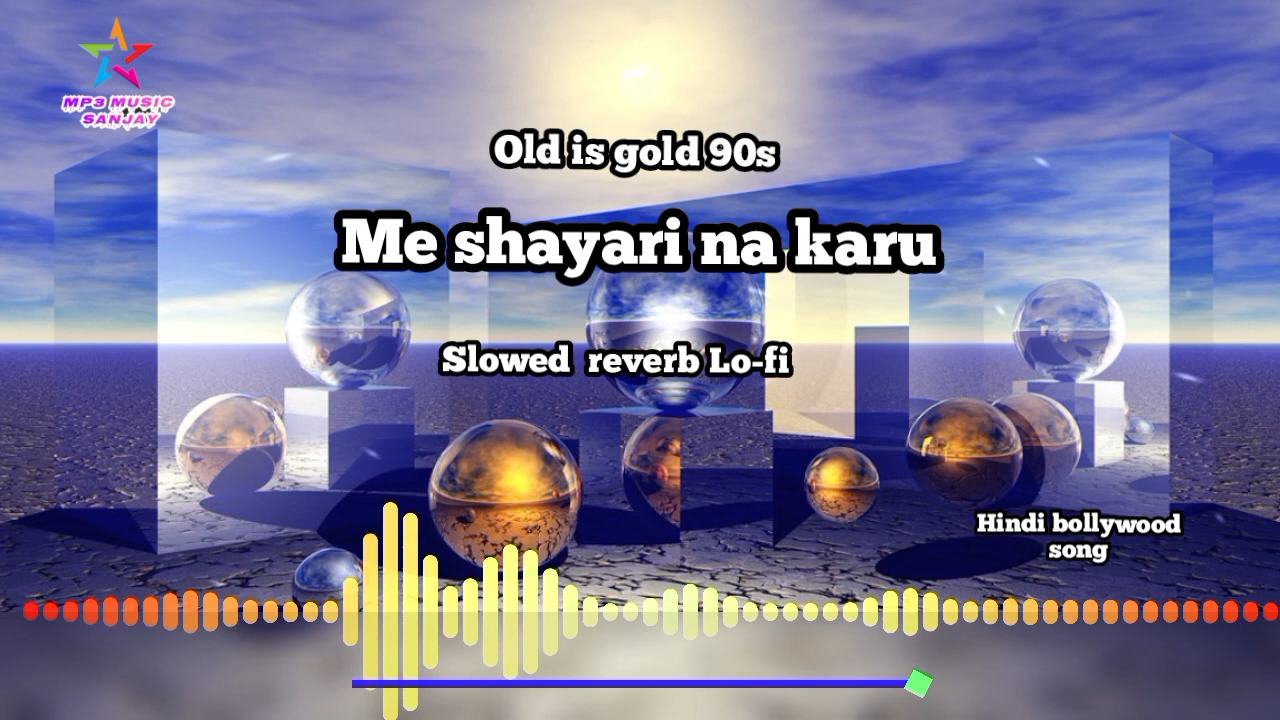 MP3 MUSIC
SANJAY
Old is gold 90s
Me shayari na karu
Slowed reverb Lo-fi
Hindi bollywood
song